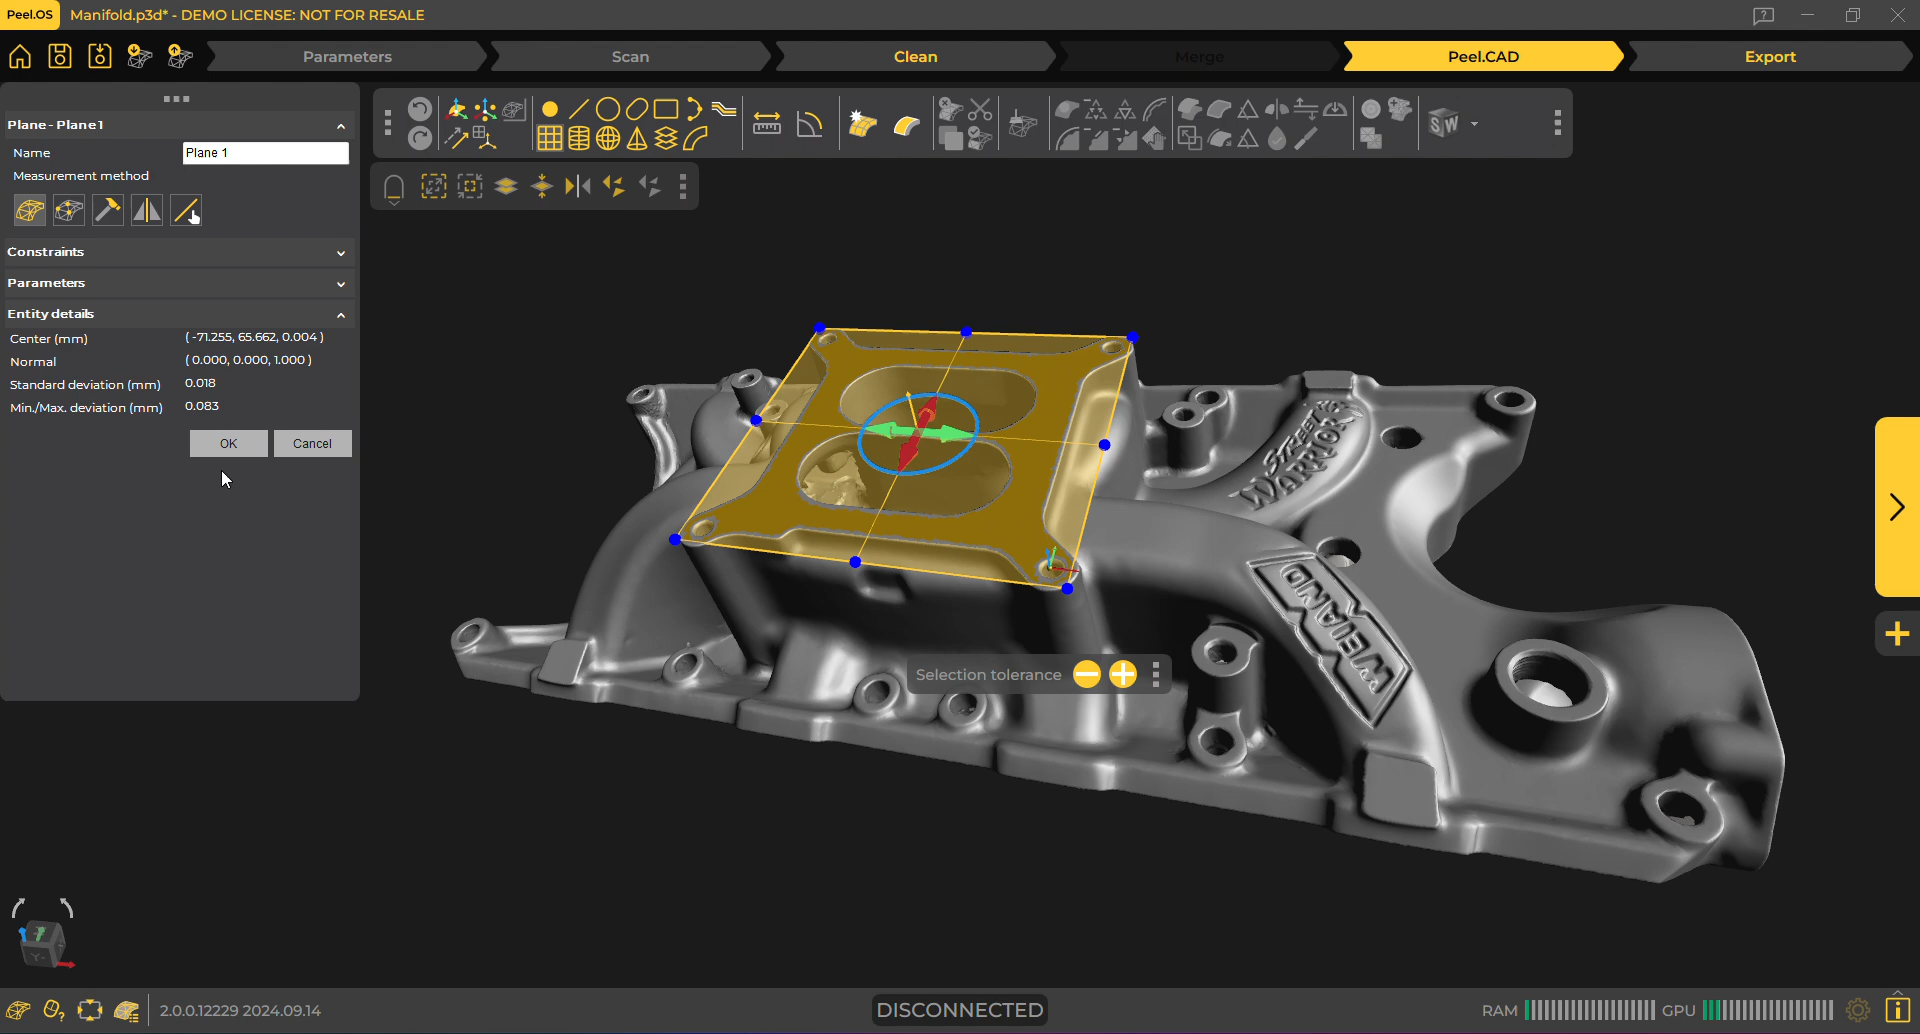 Peel.OS Manifold.p3d* - DEMO LICENSE: NOT FOR RESALE
Parameters Scan Clean Merge Peel.CAD Export
Plane - Plane 1
Name Plane 1
Measurement method
Constraints
Parameters
Entity details
Center (mm) ( -71.255, 65.662, 0.004 )
Normal ( 0.000, 0.000, 1.000 )
Standard deviation (mm) 0.018
Min./Max. deviation (mm) 0.083
OK Cancel
SW
STREET
WARRIOR
WEIAND
Selection tolerance
Y-
2.0.0.12229 2024.09.14 DISCONNECTED RAM GPU